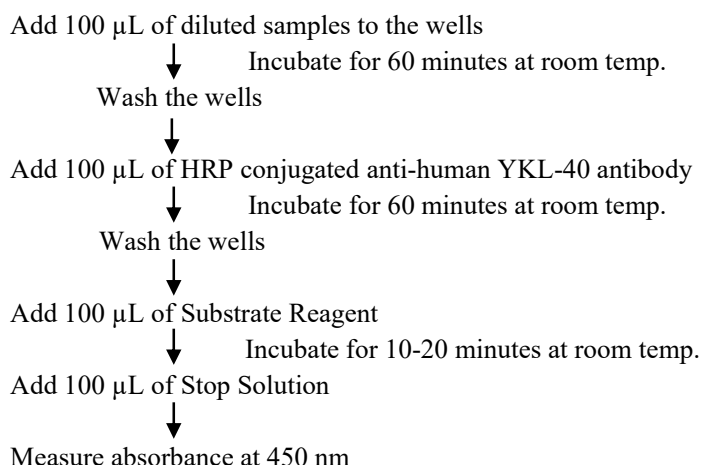 Add 100 µL of diluted samples to the wells
Incubate for 60 minutes at room temp.
Wash the wells
Add 100 µL of HRP conjugated anti-human YKL-40 antibody
Incubate for 60 minutes at room temp.
Wash the wells
Add 100 µL of Substrate Reagent
Incubate for 10-20 minutes at room temp.
Add 100 µL of Stop Solution
Measure absorbance at 450 nm